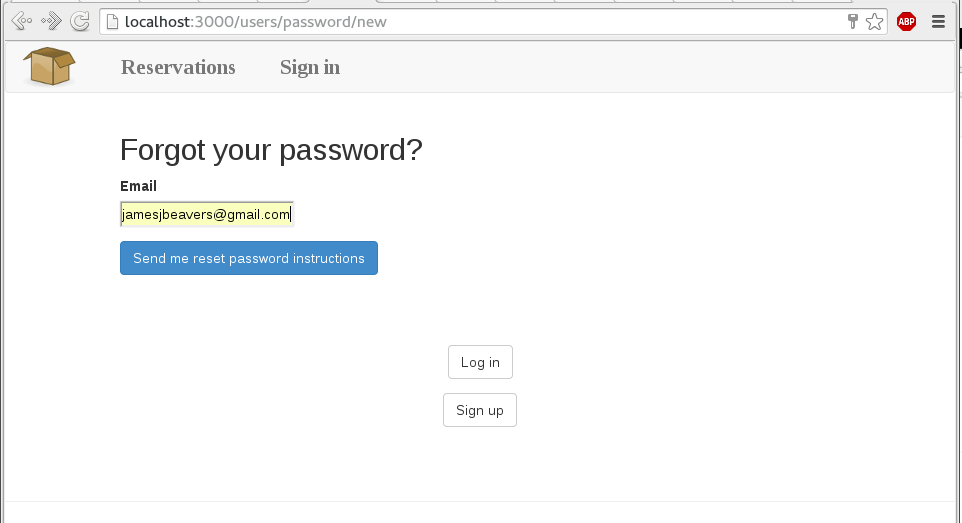 localhost:3000/users/password/new
ABP
Reservations Sign in
Forgot your password?
Email
jamesjbeavers@gmail.com
Send me reset password instructions
Log in
Sign up